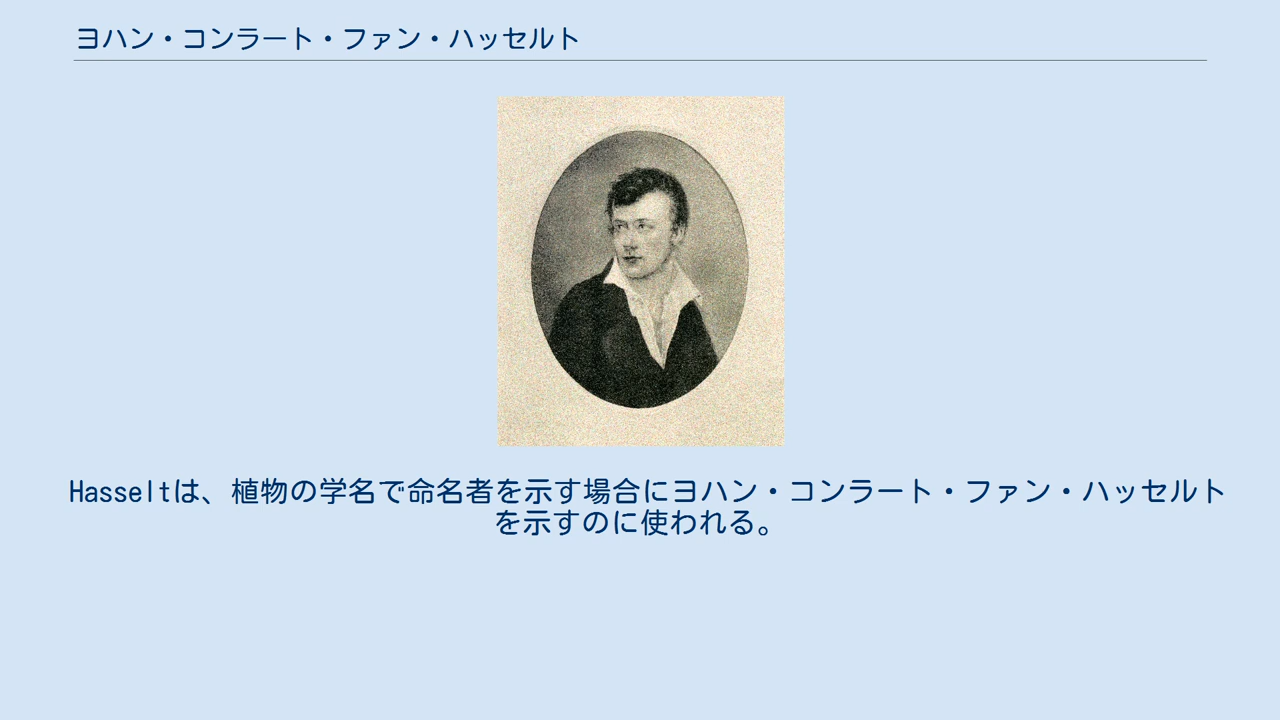 ヨハン・コンラート・ファン・ハッセルト
Hasseltは、植物の学名で命名者を示す場合にヨハン・コンラート・ファン・ハッセルト
を示すのに使われる。